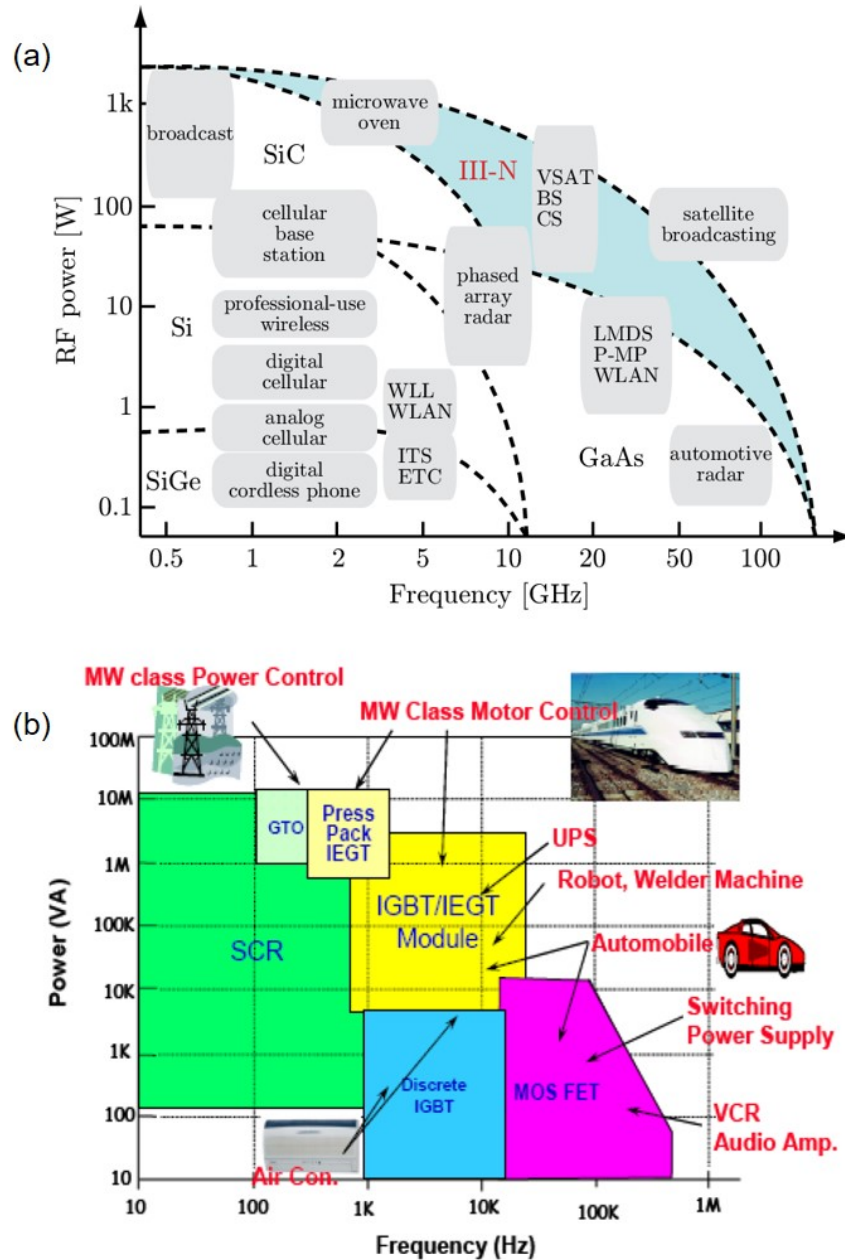 (a)
1k
100
10
1
0.1
RF power [W]
broadcast
SiC
microwave
oven
III-N
VSAT
BS
CS
satellite
broadcasting
cellular
base
station
phased
array
radar
Si
professional-use
wireless
digital
cellular
WLL
WLAN
LMDS
P-MP
WLAN
analog
cellular
SiGe
digital
cordless phone
ITS
ETC
GaAs
automotive
radar
0.5
1
2
5
10
20
50
100
Frequency [GHz]
(b)
MW class Power Control
MW Class Motor Control
100M
10M
1M
100K
10K
1K
100
10
Power (VA)
GTO
Press
Pack
IEGT
UPS
IGBT/IEGT
Module
Robot, Welder Machine
SCR
Automobile
Switching
Power Supply
Discrete
IGBT
MOS FET
VCR
Audio Amp.
Air Con.
10
100
1K
10K
100K
1M
Frequency (Hz)